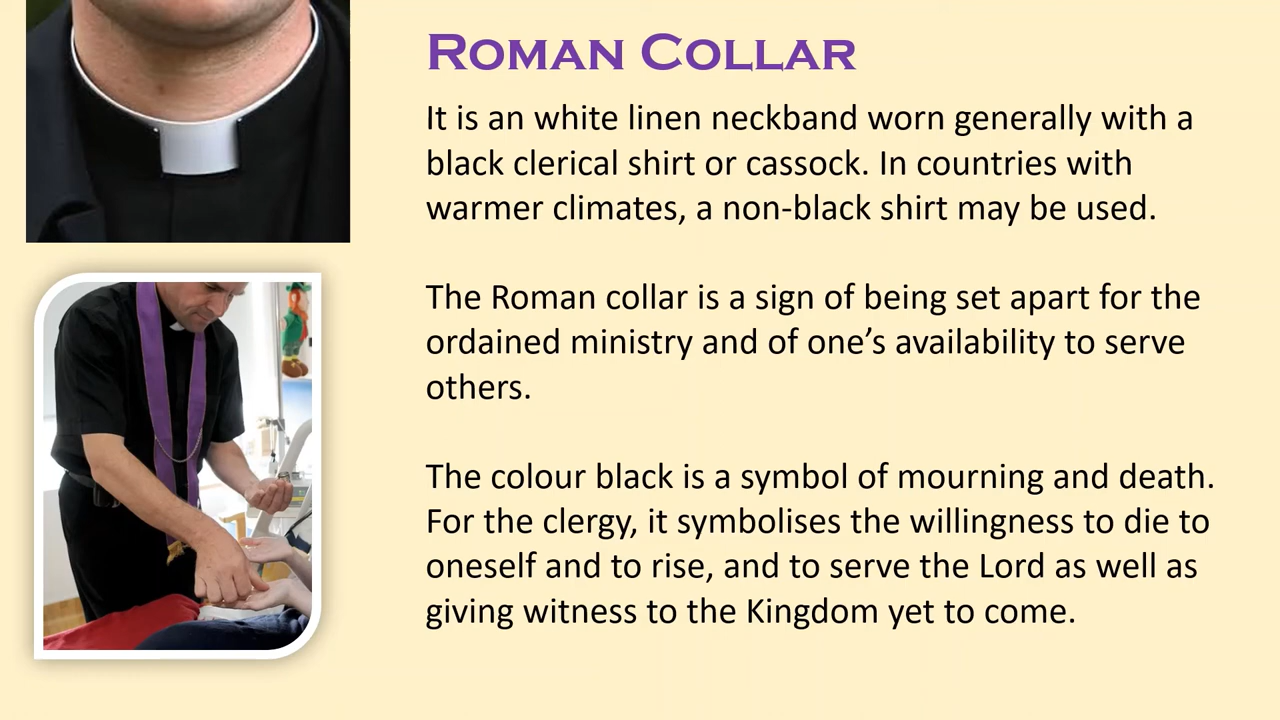 Roman Collar
It is an white linen neckband worn generally with a
black clerical shirt or cassock. In countries with
warmer climates, a non-black shirt may be used.
The Roman collar is a sign of being set apart for the
ordained ministry and of one’s availability to serve
others.
The colour black is a symbol of mourning and death.
For the clergy, it symbolises the willingness to die to
oneself and to rise, and to serve the Lord as well as
giving witness to the Kingdom yet to come.